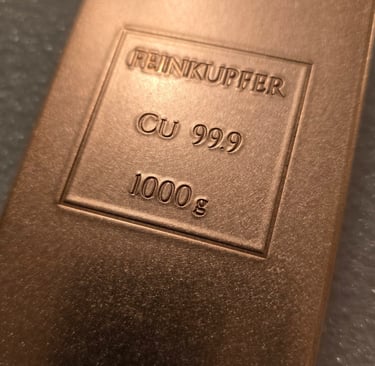 FEINKUPFER
CU 99.9
1000 g